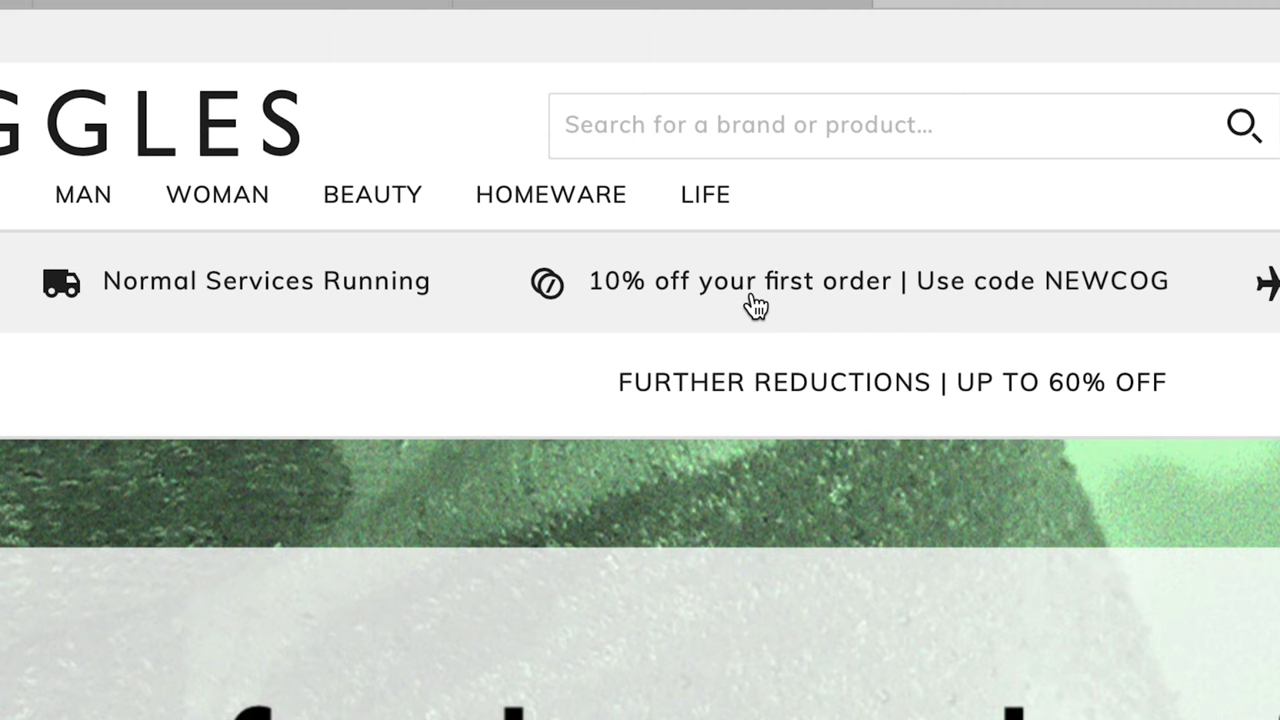 GGLES
Search for a brand or product...
MAN WOMAN BEAUTY HOMEWARE LIFE
Normal Services Running 10% off your first order | Use code NEWCOG
FURTHER REDUCTIONS | UP TO 60% OFF